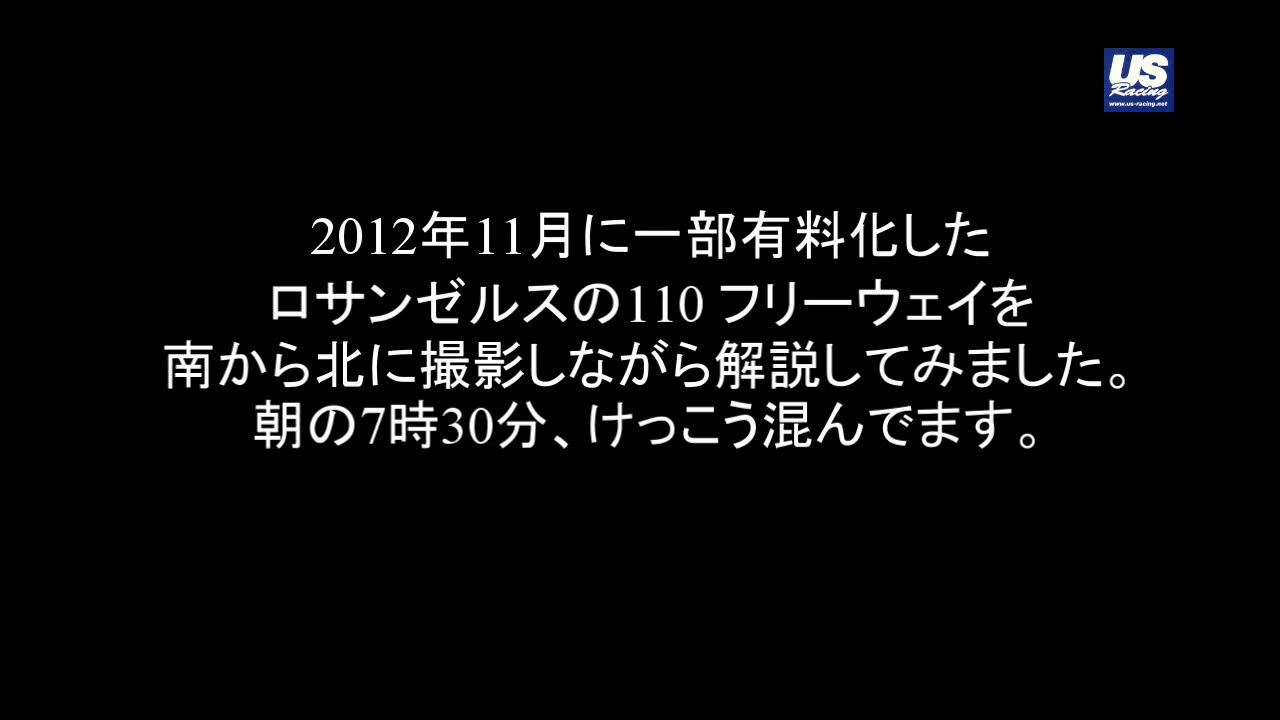 US
Racing
www.us-racing.net
2012年11月に一部有料化した
ロサンゼルスの110 フリーウェイを
南から北に撮影しながら解説してみました。
朝の7時30分、けっこう混んでます。